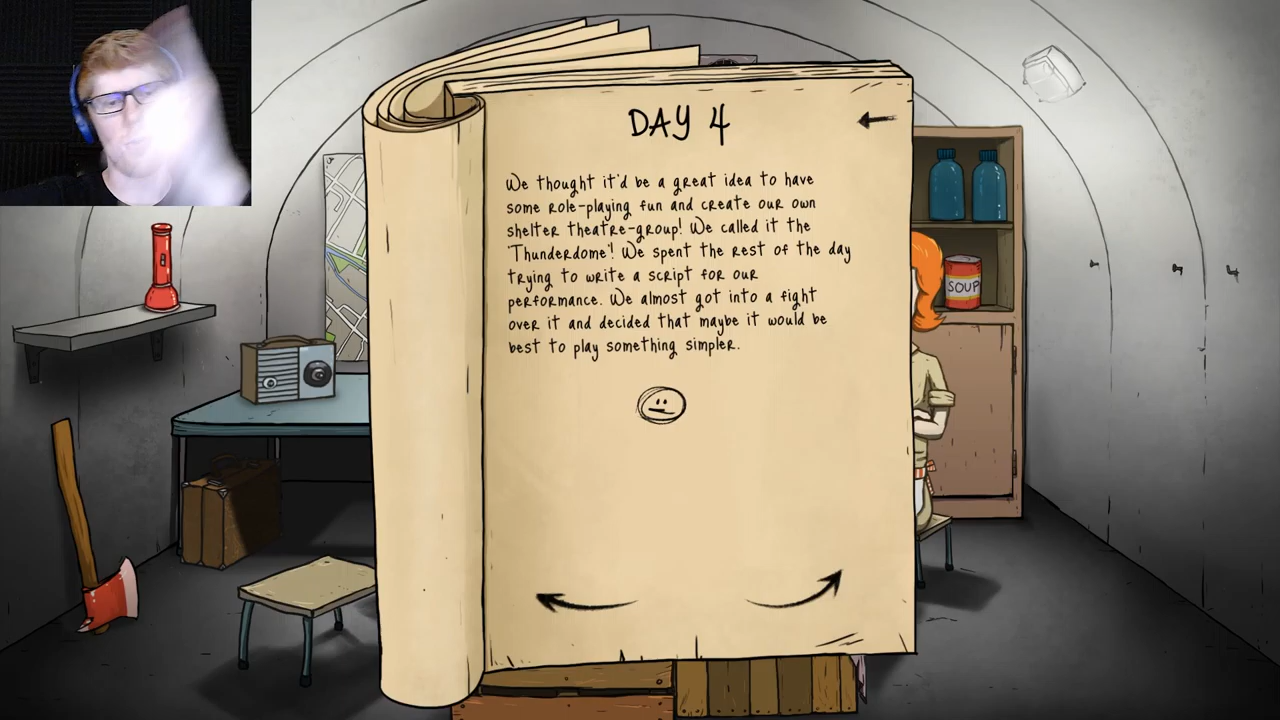 DAY 4
We thought it'd be a great idea to have
some role-playing fun and create our own
shelter theatre-group! We called it the
'Thunderdome'! We spent the rest of the day
trying to write a script for our
performance. We almost got into a fight
over it and decided that maybe it would be
best to play something simpler.
SOUP